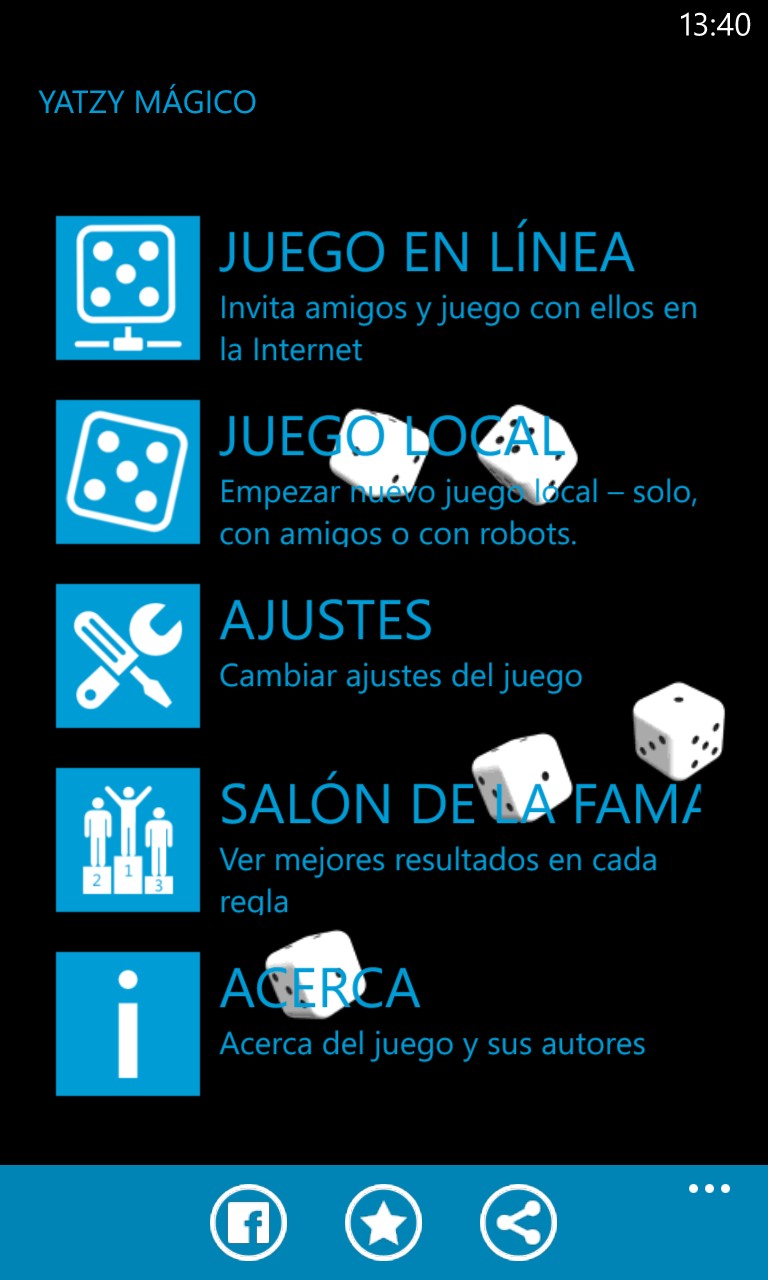 13:40
YATZY MÁGICO
JUEGO EN LÍNEA
Invita amigos y juego con ellos en
la Internet
JUEGO LOCAL
Empezar nuevo juego local – solo,
con amigos o con robots.
AJUSTES
Cambiar ajustes del juego
SALÓN DE LA FAMA
Ver mejores resultados en cada
regla
2 1 3
ACERCA
Acerca del juego y sus autores